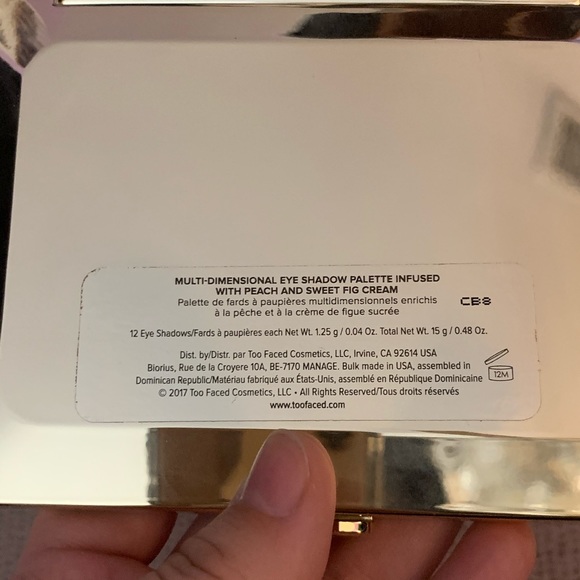 MULTI-DIMENSIONAL EYE SHADOW PALETTE INFUSED
WITH PEACH AND SWEET FIG CREAM
Palette de fards à paupières multidimensionnels enrichis
à la pêche et à la crème de figue sucrée
CB8
12 Eye Shadows/Fards à paupières each Net Wt. 1.25 g / 0.04 Oz. Total Net Wt. 15 g / 0.48 Oz.
Dist. by/Distr. par Too Faced Cosmetics, LLC, Irvine, CA 92614 USA
Biorius, Rue de la Croyere 10A, BE-7170 MANAGE. Bulk made in USA, assembled in
Dominican Republic/Matériau fabriqué aux États-Unis, assemblé en République Dominicaine
12M
© 2017 Too Faced Cosmetics, LLC • All Rights Reserved/Tous droits réservés
www.toofaced.com